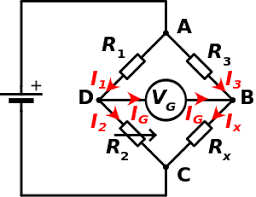 A
R1 R3
+
I1 I3
D VG B
IG IG
I2 Ix
R2 Rx
C